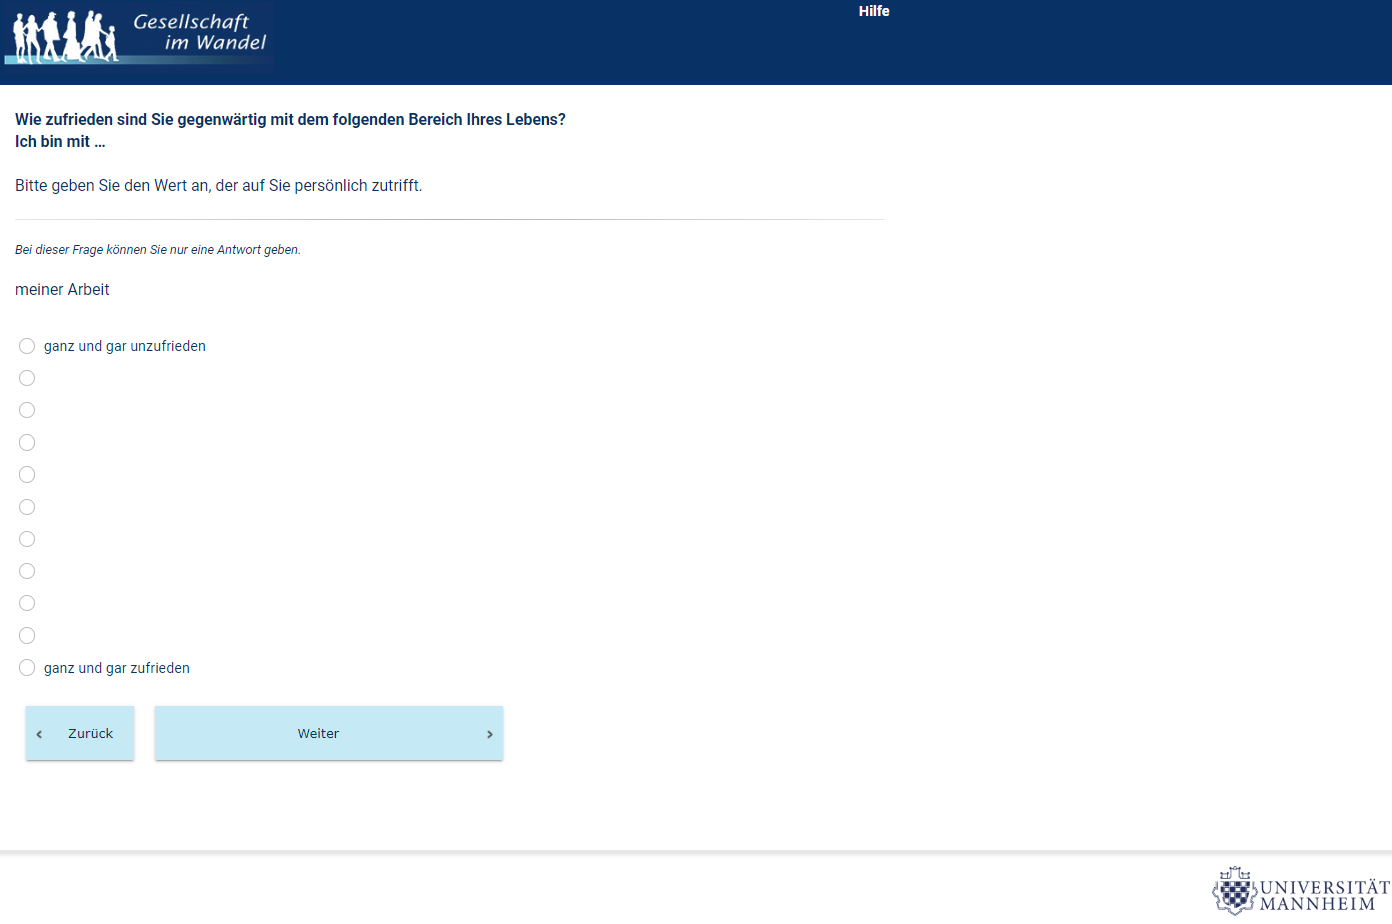 Gesellschaft
im Wandel
Hilfe
Wie zufrieden sind Sie gegenwärtig mit dem folgenden Bereich Ihres Lebens?
Ich bin mit ...
Bitte geben Sie den Wert an, der auf Sie persönlich zutrifft.
Bei dieser Frage können Sie nur eine Antwort geben.
meiner Arbeit
ganz und gar unzufrieden
ganz und gar zufrieden
‹ Zurück
Weiter ›
UNIVERSITÄT
MANNHEIM